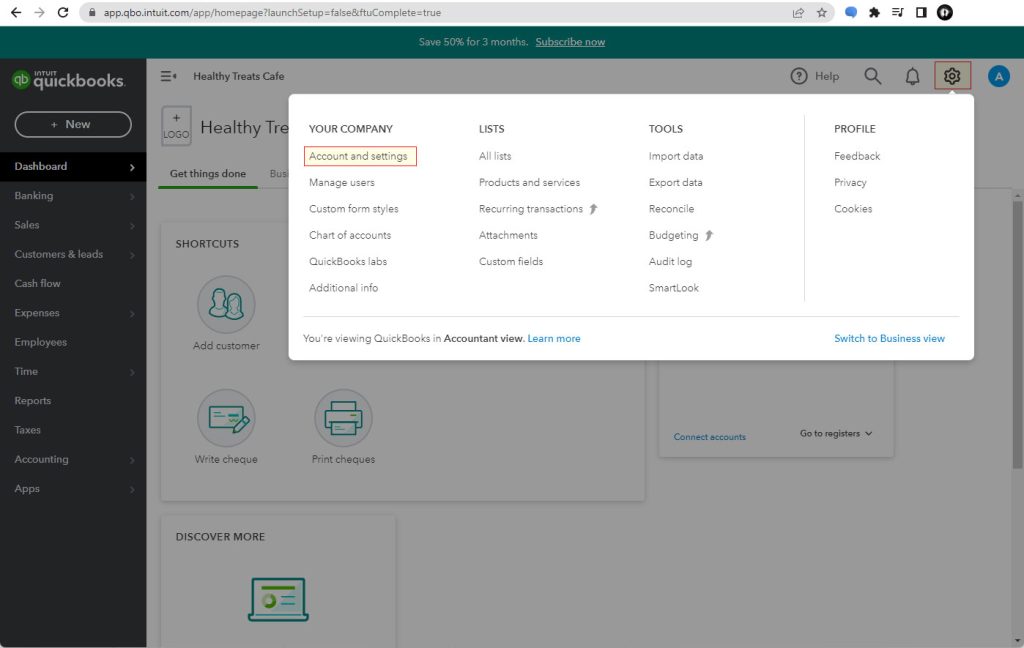 app.qbo.intuit.com/app/homepage?launchSetup=false&ftuComplete=true
Save 50% for 3 months. Subscribe now
INTUIT
qb quickbooks.
Healthy Treats Cafe
Help
A
+ New
+
LOGO
Healthy Tre
Get things done
Busi
Dashboard
Banking
Sales
Customers & leads
Cash flow
Expenses
Employees
Time
Reports
Taxes
Accounting
Apps
YOUR COMPANY
Account and settings
Manage users
Custom form styles
Chart of accounts
QuickBooks labs
Additional info
LISTS
All lists
Products and services
Recurring transactions
Attachments
Custom fields
TOOLS
Import data
Export data
Reconcile
Budgeting
Audit log
SmartLook
PROFILE
Feedback
Privacy
Cookies
You're viewing QuickBooks in Accountant view. Learn more
Switch to Business view
SHORTCUTS
Add customer
Write cheque
Print cheques
Connect accounts
Go to registers
DISCOVER MORE